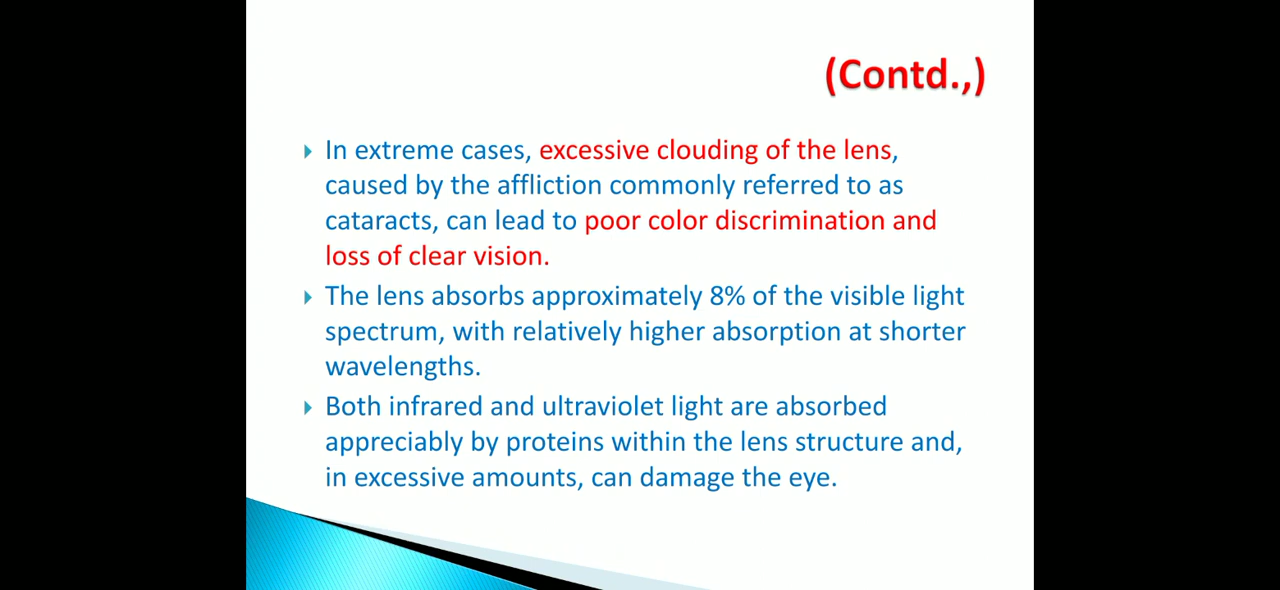 (Contd.,)
In extreme cases, excessive clouding of the lens,
caused by the affliction commonly referred to as
cataracts, can lead to poor color discrimination and
loss of clear vision.
The lens absorbs approximately 8% of the visible light
spectrum, with relatively higher absorption at shorter
wavelengths.
Both infrared and ultraviolet light are absorbed
appreciably by proteins within the lens structure and,
in excessive amounts, can damage the eye.